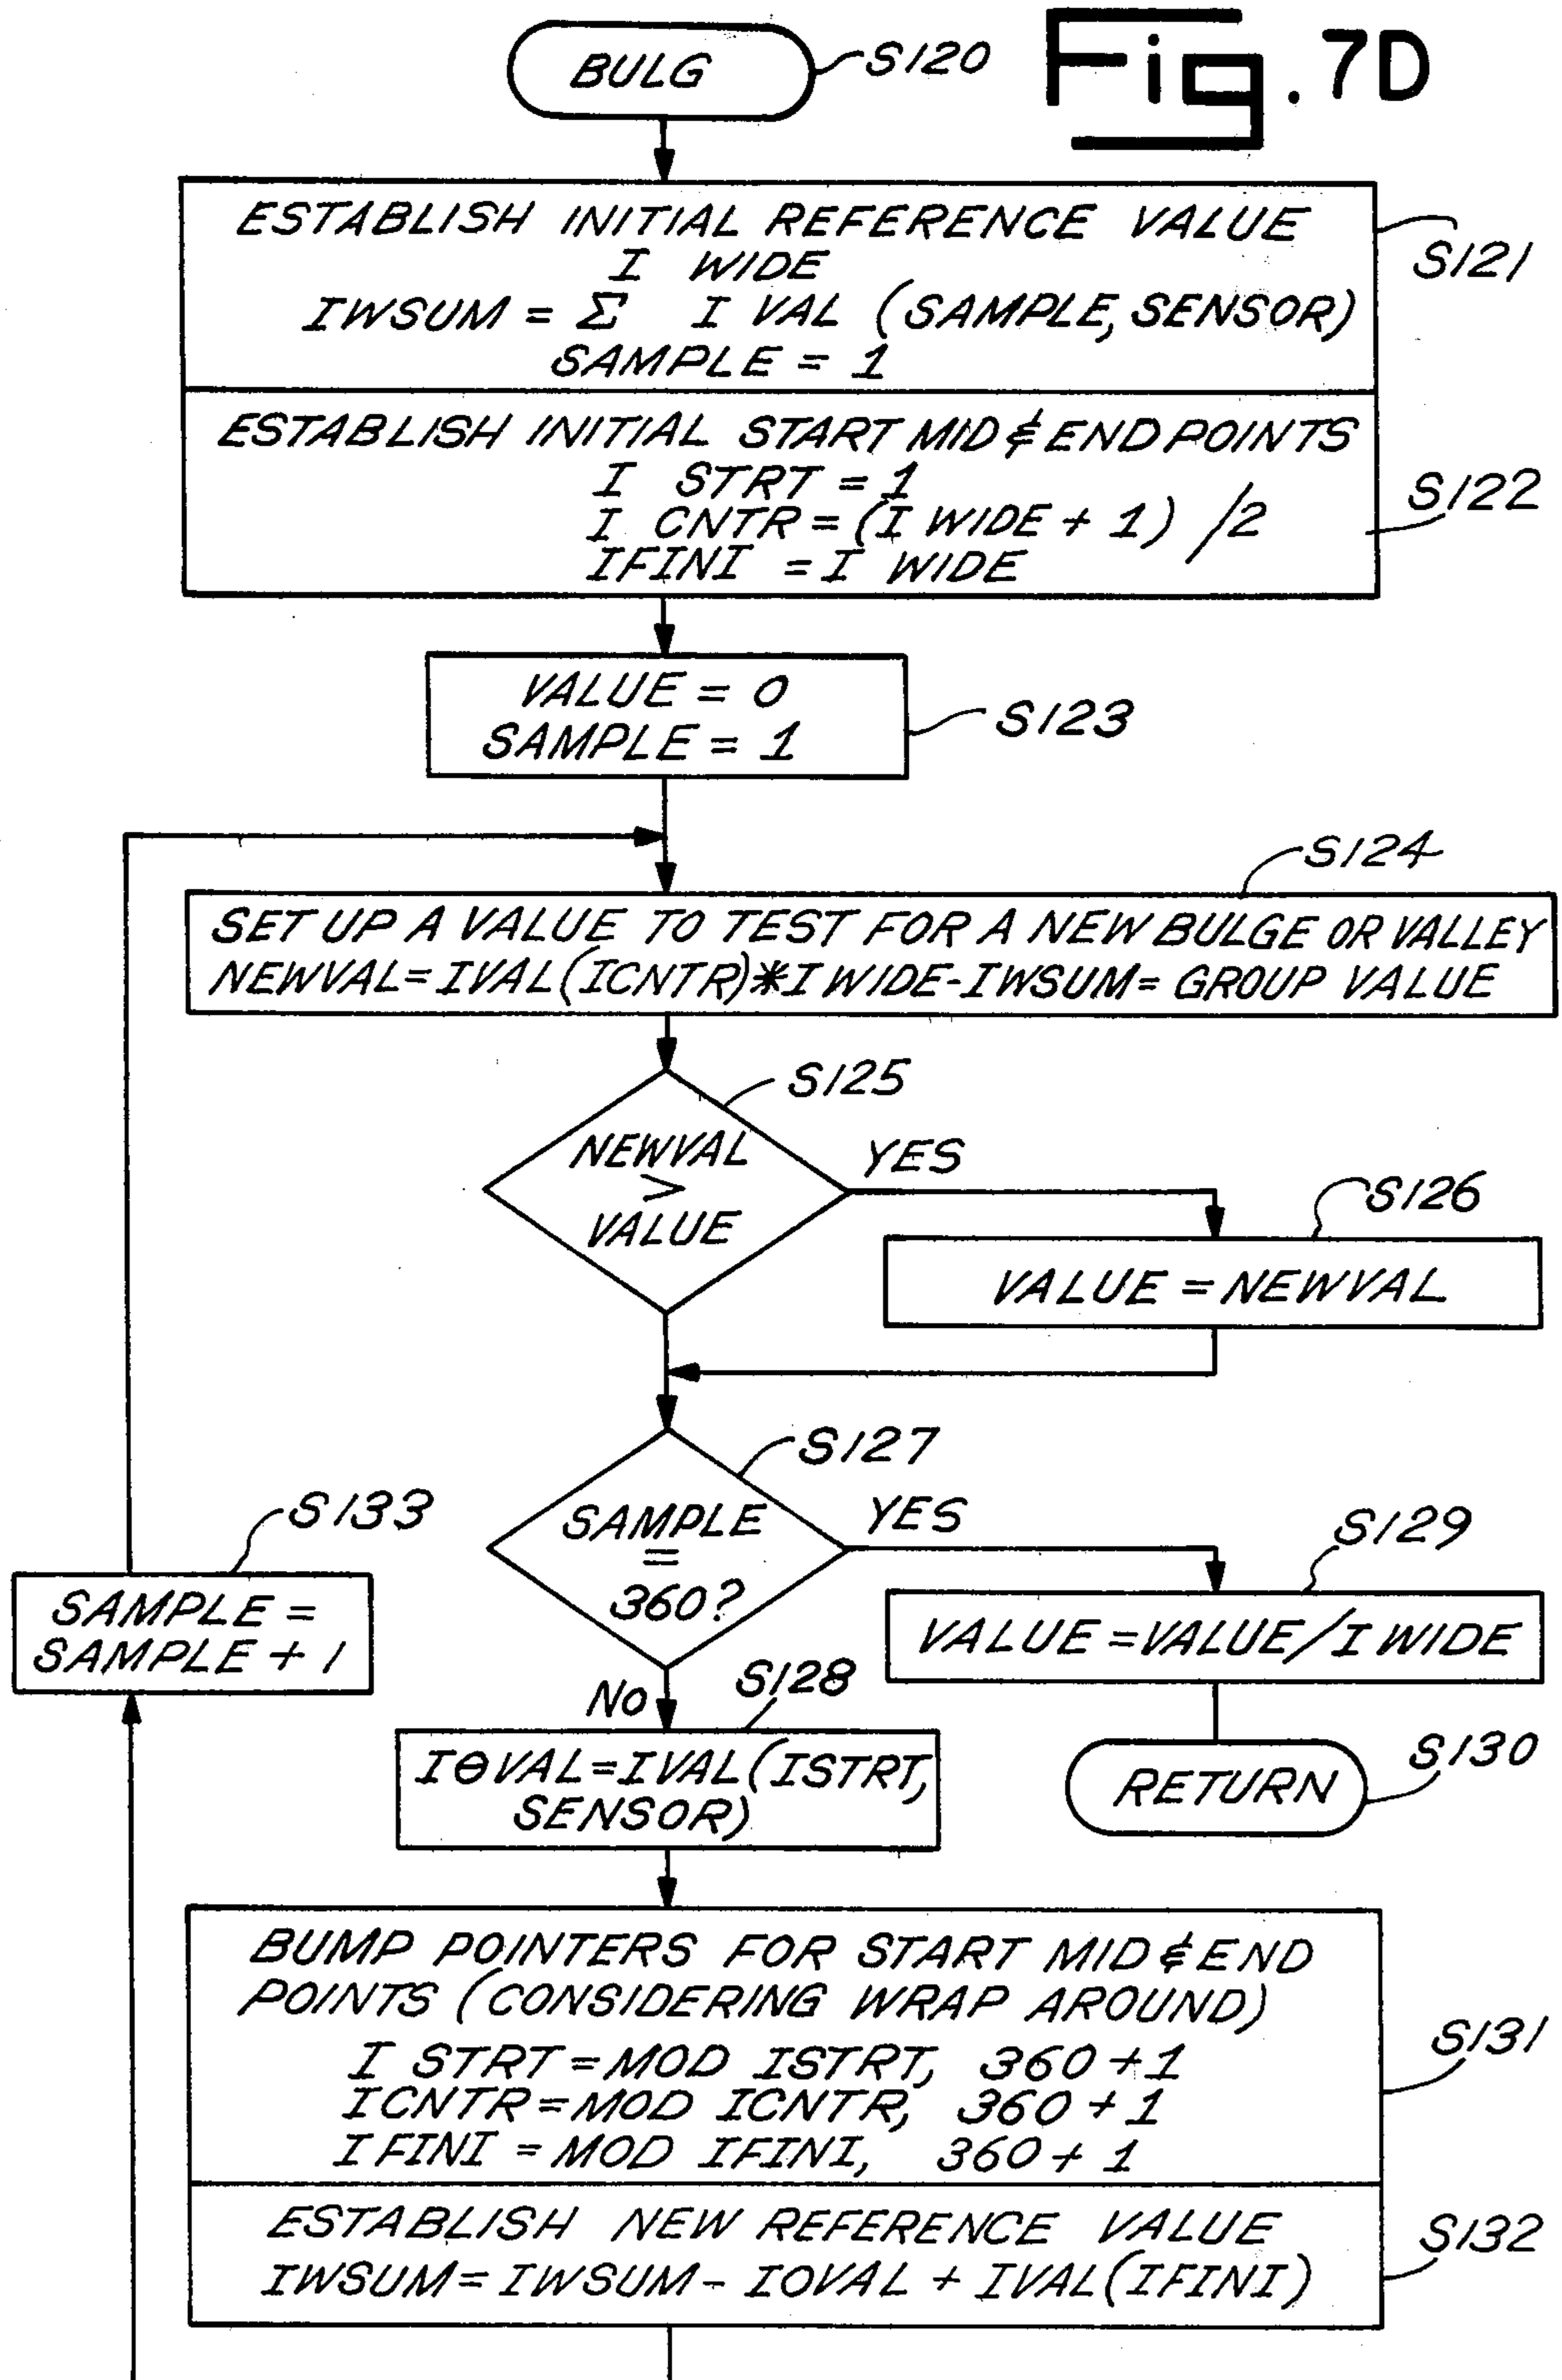 BULG
S120
Fig. 7D
ESTABLISH INITIAL REFERENCE VALUE
I WIDE
IWSUM = Σ I VAL (SAMPLE, SENSOR)
SAMPLE = 1
S121
ESTABLISH INITIAL START MID & END POINTS
I STRT = 1
I CNTR = (I WIDE + 1) /2
IFINI = I WIDE
S122
VALUE = 0
SAMPLE = 1
S123
S124
SET UP A VALUE TO TEST FOR A NEW BULGE OR VALLEY
NEWVAL=IVAL(ICNTR)*I WIDE-IWSUM= GROUP VALUE
S125
NEWVAL
>
VALUE
YES
S126
VALUE = NEWVAL
S127
SAMPLE
=
360?
YES
S129
VALUE =VALUE/I WIDE
S133
SAMPLE =
SAMPLE + 1
NO
S128
IΘVAL=IVAL(ISTRT,
SENSOR)
S130
RETURN
BUMP POINTERS FOR START MID & END
POINTS (CONSIDERING WRAP AROUND)
I STRT = MOD ISTRT, 360 +1
ICNTR = MOD ICNTR, 360 + 1
IFINI = MOD IFINI, 360 + 1
S131
ESTABLISH NEW REFERENCE VALUE
IWSUM = IWSUM - IOVAL + IVAL(IFINI)
S132